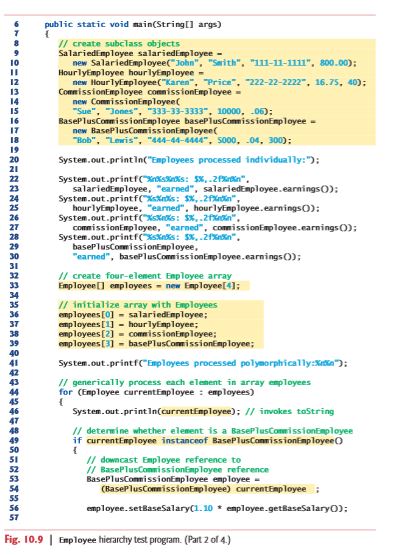 6 public static void main(String[] args)
7 {
8 // create subclass objects
9 SalariedEmployee salariedEmployee =
10 new SalariedEmployee("John", "Smith", "111-11-1111", 800.00);
11 HourlyEmployee hourlyEmployee =
12 new HourlyEmployee("Karen", "Price", "222-22-2222", 16.75, 40);
13 CommissionEmployee commissionEmployee =
14 new CommissionEmployee(
15 "Sue", "Jones", "333-33-3333", 10000, .06);
16 BasePlusCommissionEmployee basePlusCommissionEmployee =
17 new BasePlusCommissionEmployee(
18 "Bob", "Lewis", "444-44-4444", 5000, .04, 300);
19
20 System.out.println("Employees processed individually:");
21
22 System.out.printf("%n%s%n%s: $%,.2f%n%n",
23 salariedEmployee, "earned", salariedEmployee.earnings());
24 System.out.printf("%s%n%s: $%,.2f%n%n",
25 hourlyEmployee, "earned", hourlyEmployee.earnings());
26 System.out.printf("%s%n%s: $%,.2f%n%n",
27 commissionEmployee, "earned", commissionEmployee.earnings());
28 System.out.printf("%s%n%s: $%,.2f%n%n",
29 basePlusCommissionEmployee,
30 "earned", basePlusCommissionEmployee.earnings());
31
32 // create four-element Employee array
33 Employee[] employees = new Employee[4];
34
35 // initialize array with Employees
36 employees[0] = salariedEmployee;
37 employees[1] = hourlyEmployee;
38 employees[2] = commissionEmployee;
39 employees[3] = basePlusCommissionEmployee;
40
41 System.out.printf("Employees processed polymorphically:%n%n");
42
43 // generically process each element in array employees
44 for (Employee currentEmployee : employees)
45 {
46 System.out.println(currentEmployee); // invokes toString
47
48 // determine whether element is a BasePlusCommissionEmployee
49 if currentEmployee instanceof BasePlusCommissionEmployee()
50 {
51 // downcast Employee reference to
52 // BasePlusCommissionEmployee reference
53 BasePlusCommissionEmployee employee =
54 (BasePlusCommissionEmployee) currentEmployee ;
55
56 employee.setBaseSalary(1.10 * employee.getBaseSalary());
57
Fig. 10.9 | Employee hierarchy test program. (Part 2 of 4.)